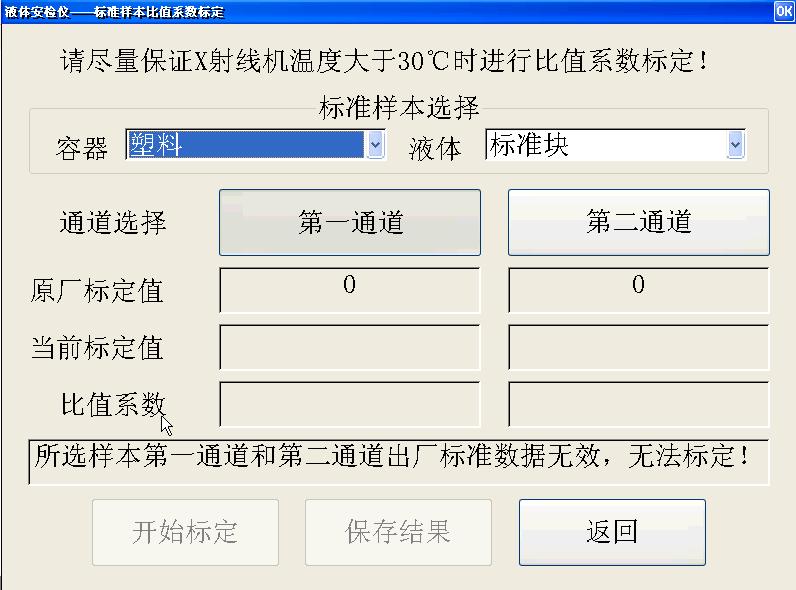 液体安检仪——标准样本比值系数标定 OK
请尽量保证X射线机温度大于30℃时进行比值系数标定!
标准样本选择
容器 塑料 液体 标准块
通道选择 第一通道 第二通道
原厂标定值 0 0
当前标定值
比值系数
所选样本第一通道和第二通道出厂标准数据无效，无法标定!
开始标定 保存结果 返回